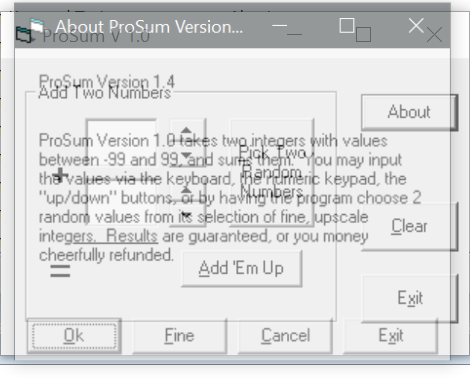 About ProSum Version...
ProSum V 1.0
ProSum Version 1.4
Add Two Numbers
About
ProSum Version 1.0 takes two integers with values
between -99 and 99, and sums them. You may input
the values via the keyboard, the numeric keypad, the
"up/down" buttons, or by having the program choose 2
random values from its selection of fine, upscale
integers. Results are guaranteed, or you money
cheerfully refunded.
+
Pick Two
Random
Numbers
Clear
=
Add 'Em Up
Exit
Ok
Fine
Cancel
Exit